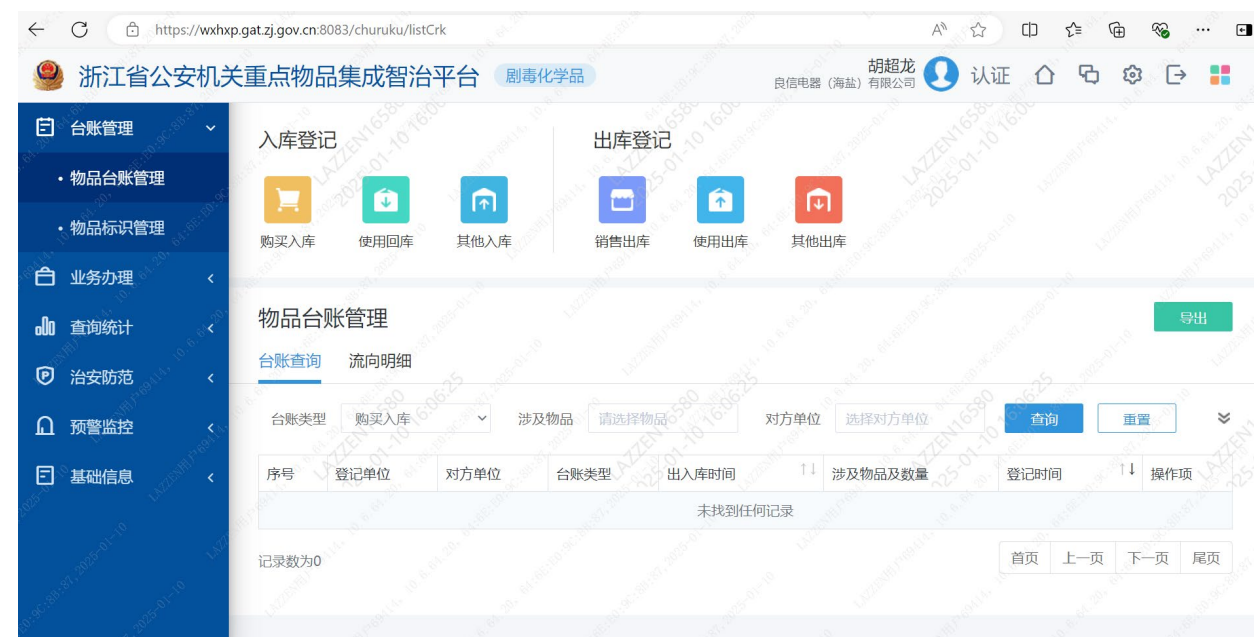 https://wxhxp.gat.zj.gov.cn:8083/churuku/listCrk
浙江省公安机关重点物品集成智治平台 剧毒化学品
胡超龙
良信电器（海盐）有限公司
认证
台账管理
· 物品台账管理
· 物品标识管理
业务办理
查询统计
治安防范
预警监控
基础信息
入库登记
购买入库 使用回库 其他入库
出库登记
销售出库 使用出库 其他出库
物品台账管理 导出
台账查询 流向明细
台账类型 购买入库 涉及物品 请选择物品 对方单位 选择对方单位 查询 重置
序号 登记单位 对方单位 台账类型 出入库时间 涉及物品及数量 登记时间 操作项
未找到任何记录
记录数为0 首页 上一页 下一页 尾页